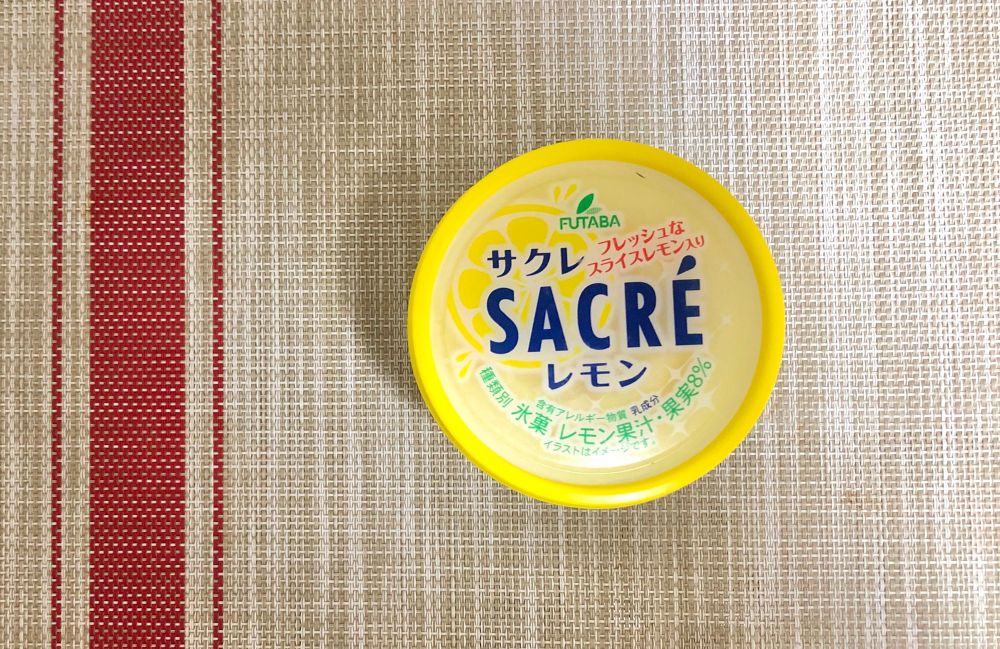 FUTABA
フレッシュな
スライスレモン入り
サクレ
SACRÉ
レモン
種類別 氷菓 レモン果汁・果実8%
含有アレルギー物質 乳成分
イラストはイメージです。